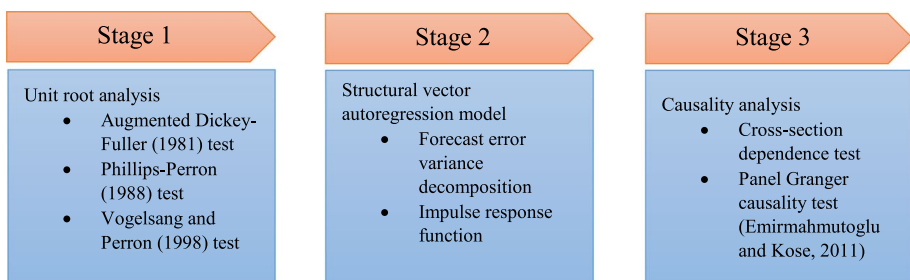 Stage 1
Unit root analysis
• Augmented Dickey-
Fuller (1981) test
• Phillips-Perron
(1988) test
• Vogelsang and
Perron (1998) test
Stage 2
Structural vector
autoregression model
• Forecast error
variance
decomposition
• Impulse response
function
Stage 3
Causality analysis
• Cross-section
dependence test
• Panel Granger
causality test
(Emirmahmutoglu
and Kose, 2011)